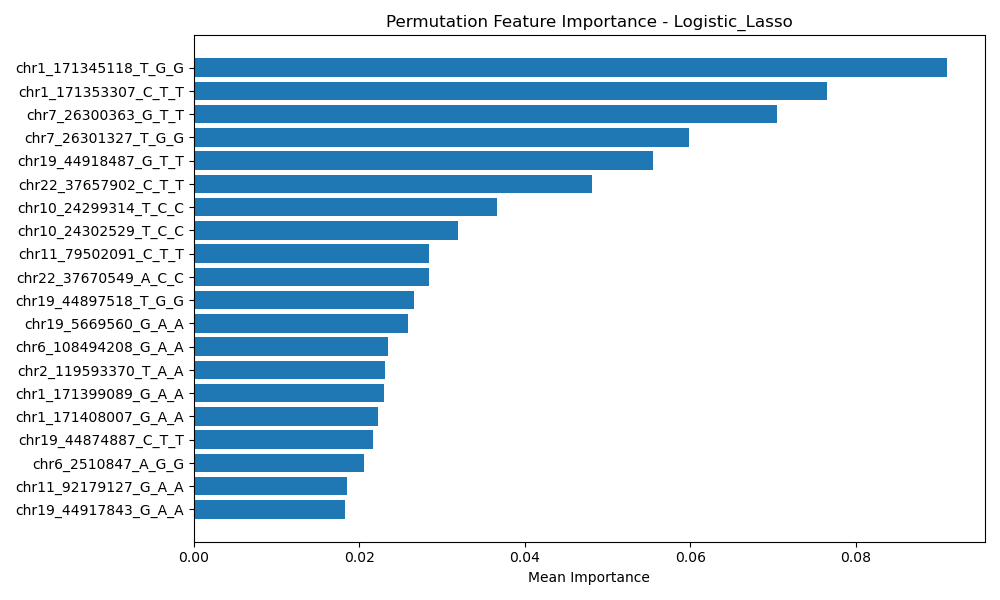 Permutation Feature Importance - Logistic_Lasso
chr1_171345118_T_G_G
chr1_171353307_C_T_T
chr7_26300363_G_T_T
chr7_26301327_T_G_G
chr19_44918487_G_T_T
chr22_37657902_C_T_T
chr10_24299314_T_C_C
chr10_24302529_T_C_C
chr11_79502091_C_T_T
chr22_37670549_A_C_C
chr19_44897518_T_G_G
chr19_5669560_G_A_A
chr6_108494208_G_A_A
chr2_119593370_T_A_A
chr1_171399089_G_A_A
chr1_171408007_G_A_A
chr19_44874887_C_T_T
chr6_2510847_A_G_G
chr11_92179127_G_A_A
chr19_44917843_G_A_A
0.00 0.02 0.04 0.06 0.08
Mean Importance